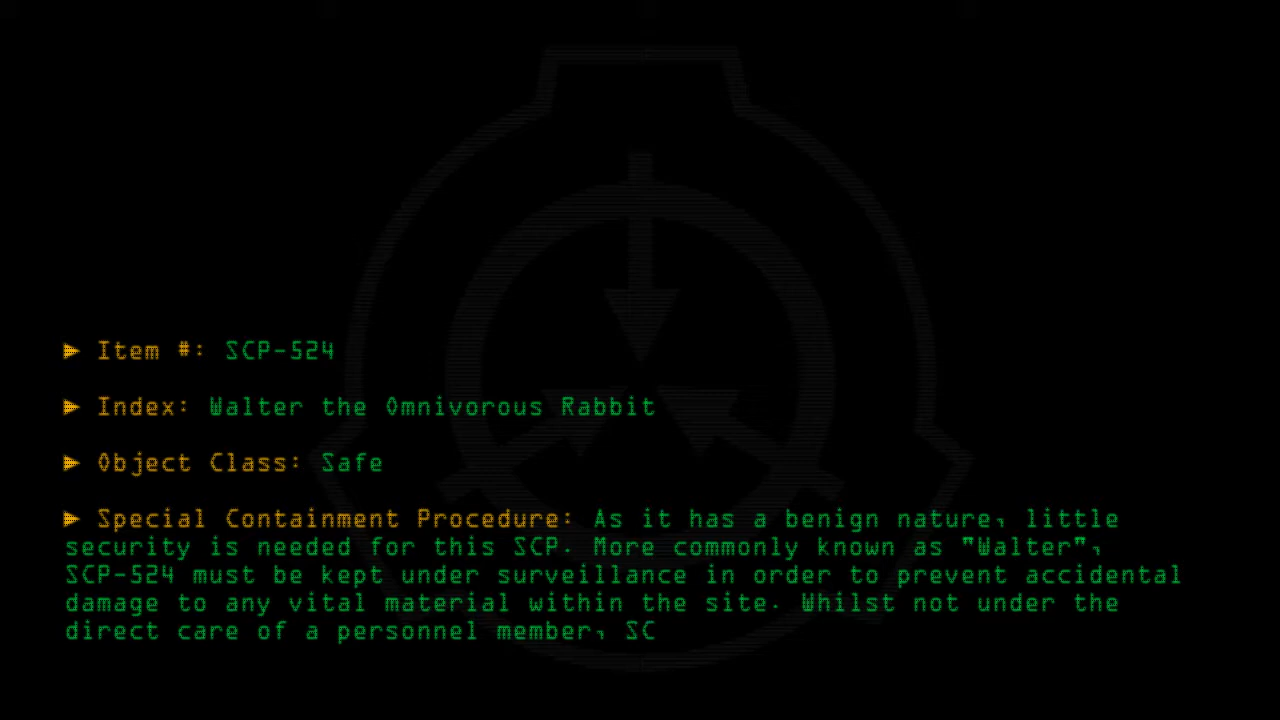 ► Item #: SCP-524
► Index: Walter the Omnivorous Rabbit
► Object Class: Safe
► Special Containment Procedure: As it has a benign nature, little
security is needed for this SCP. More commonly known as "Walter",
SCP-524 must be kept under surveillance in order to prevent accidental
damage to any vital material within the site. Whilst not under the
direct care of a personnel member, SC